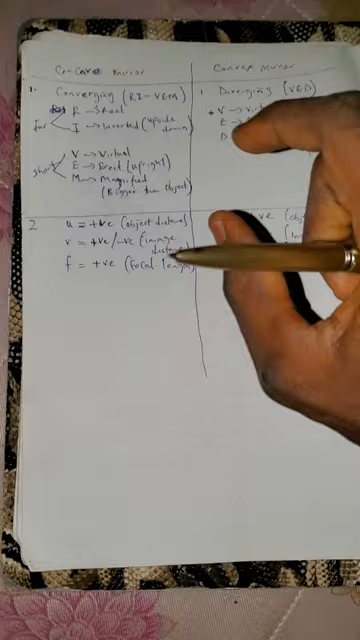 Concave Mirror
1. Converging (RI-VEM)
R → Real
far
I → Inverted (upside down)
V → Virtual
short
E → Erect (upright)
M → Magnified
(Bigger than object)
2 u = +ve (object distance)
v = +ve/-ve (image distance)
f = +ve (focal length)
Convex Mirror
1 Diverging (VED)
V →
E →
D
+ve